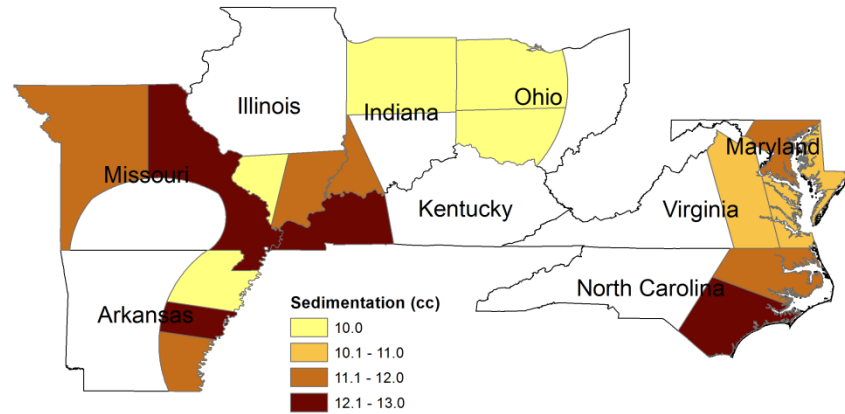 Illinois
Indiana
Ohio
Missouri
Maryland
Kentucky
Virginia
North Carolina
Arkansas
Sedimentation (cc)
10.0
10.1 - 11.0
11.1 - 12.0
12.1 - 13.0